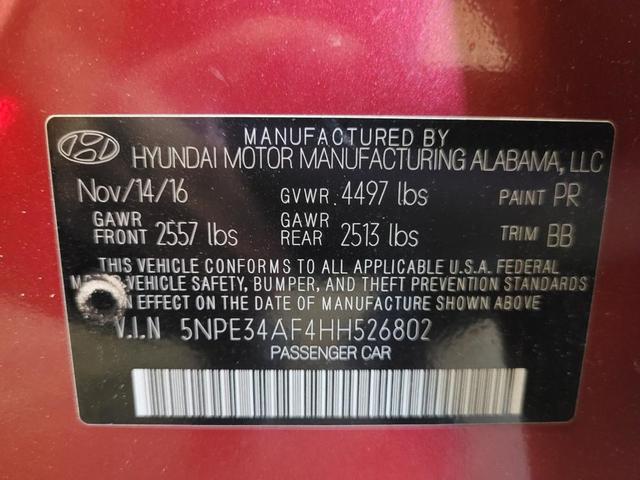 MANUFACTURED BY
HYUNDAI MOTOR MANUFACTURING ALABAMA, LLC
Nov/14/16 GVWR 4497 lbs PAINT PR
GAWR FRONT 2557 lbs GAWR REAR 2513 lbs TRIM BB
THIS VEHICLE CONFORMS TO ALL APPLICABLE U.S.A. FEDERAL
MOTOR VEHICLE SAFETY, BUMPER, AND THEFT PREVENTION STANDARDS
IN EFFECT ON THE DATE OF MANUFACTURE SHOWN ABOVE.
V.I.N 5NPE34AF4HH526802
PASSENGER CAR